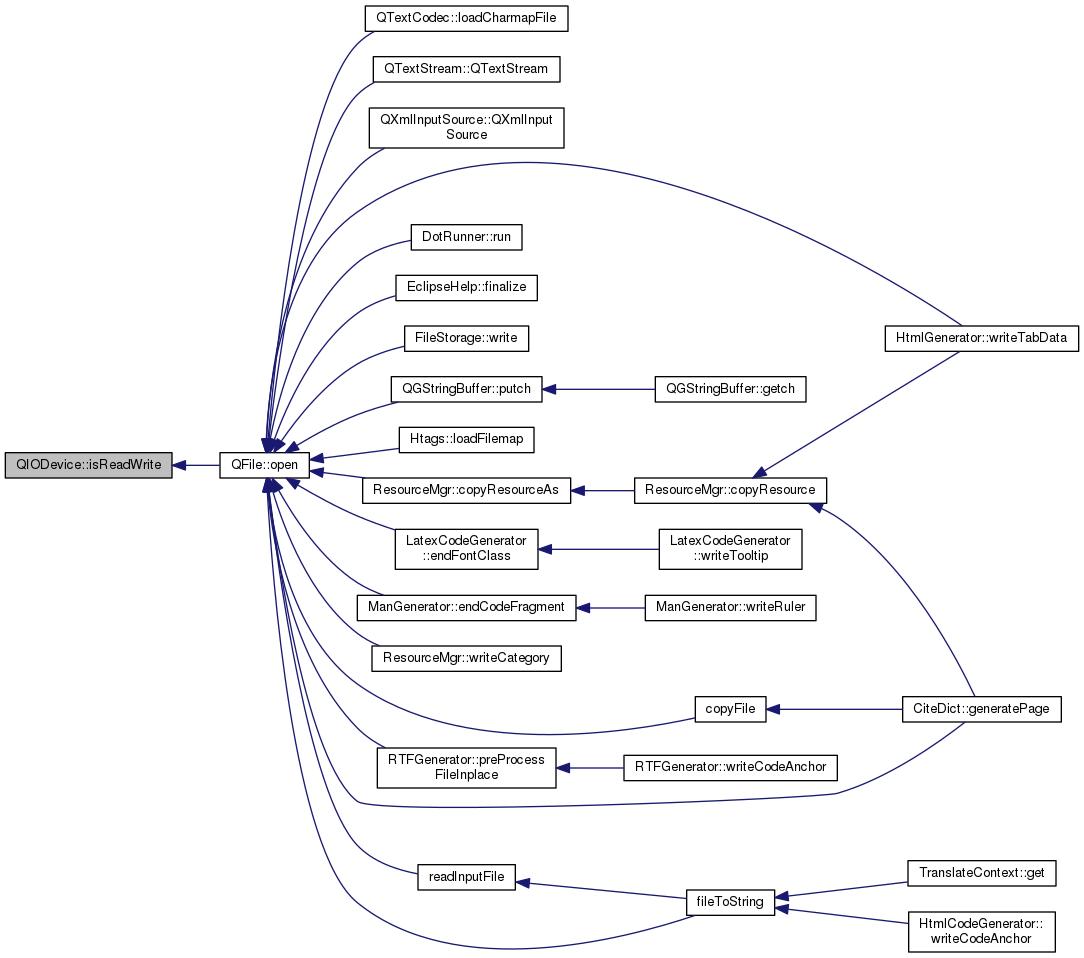 QTextCodec::loadCharmapFile
QTextStream::QTextStream
QXmlInputSource::QXmlInput
Source
DotRunner::run
EclipseHelp::finalize
HtmlGenerator::writeTabData
FileStorage::write
QGStringBuffer::putch
QGStringBuffer::getch
Htags::loadFilemap
QIODevice::isReadWrite
QFile::open
ResourceMgr::copyResourceAs
ResourceMgr::copyResource
LatexCodeGenerator
::endFontClass
LatexCodeGenerator
::writeTooltip
ManGenerator::endCodeFragment
ManGenerator::writeRuler
ResourceMgr::writeCategory
copyFile
CiteDict::generatePage
RTFGenerator::preProcess
FileInplace
RTFGenerator::writeCodeAnchor
readInputFile
fileToString
TranslateContext::get
HtmlCodeGenerator::
writeCodeAnchor